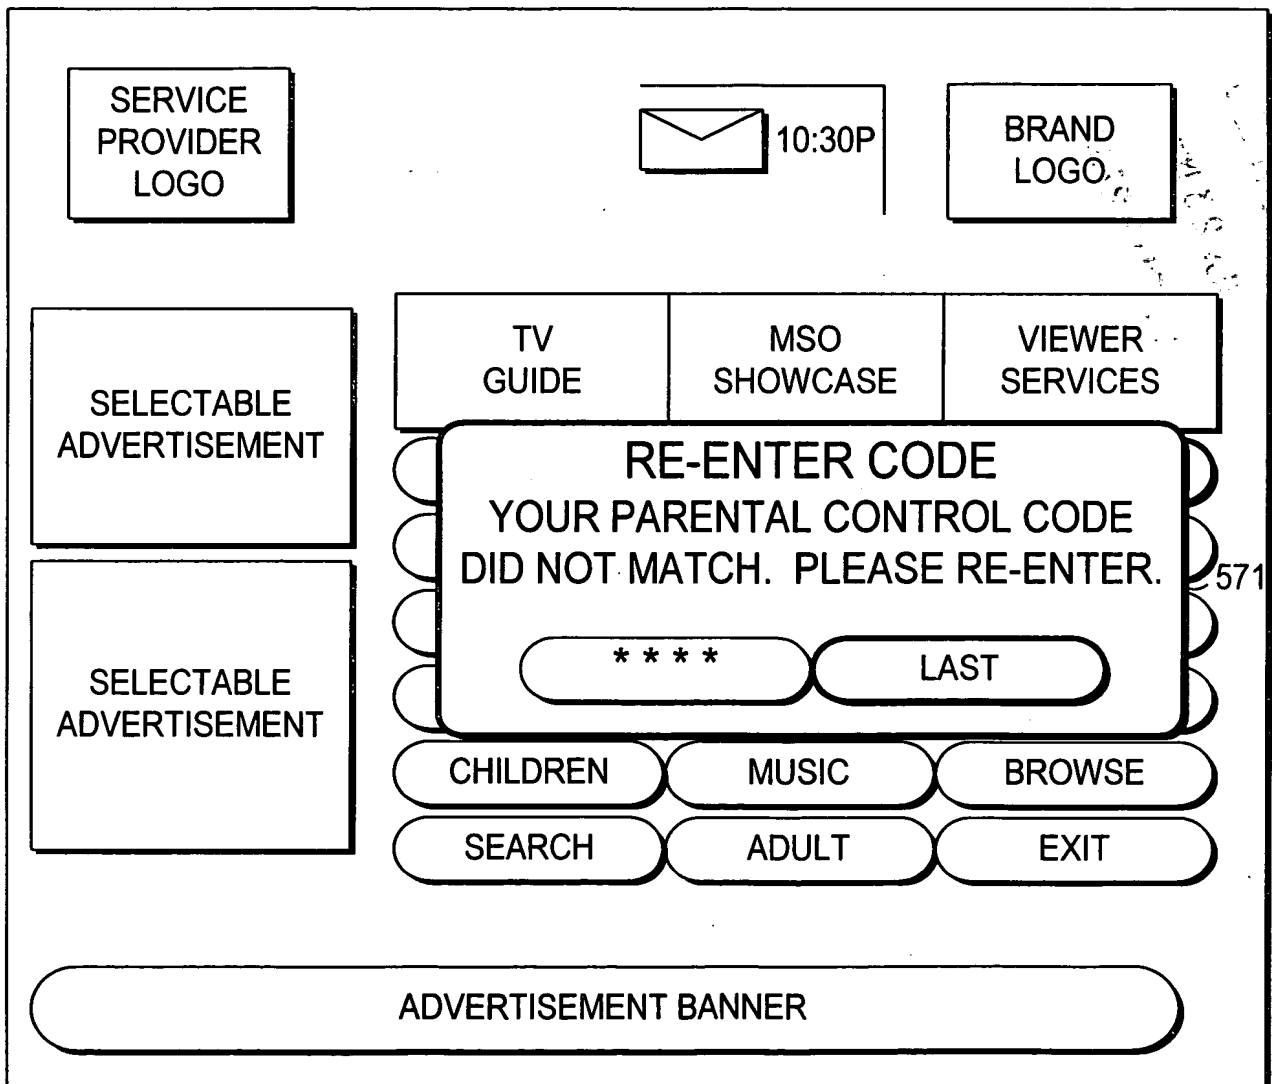 SERVICE
PROVIDER
LOGO
10:30P
BRAND
LOGO
SELECTABLE
ADVERTISEMENT
TV
GUIDE
MSO
SHOWCASE
VIEWER
SERVICES
RE-ENTER CODE
YOUR PARENTAL CONTROL CODE
DID NOT MATCH. PLEASE RE-ENTER.
571
* * * *
LAST
SELECTABLE
ADVERTISEMENT
CHILDREN
MUSIC
BROWSE
SEARCH
ADULT
EXIT
ADVERTISEMENT BANNER